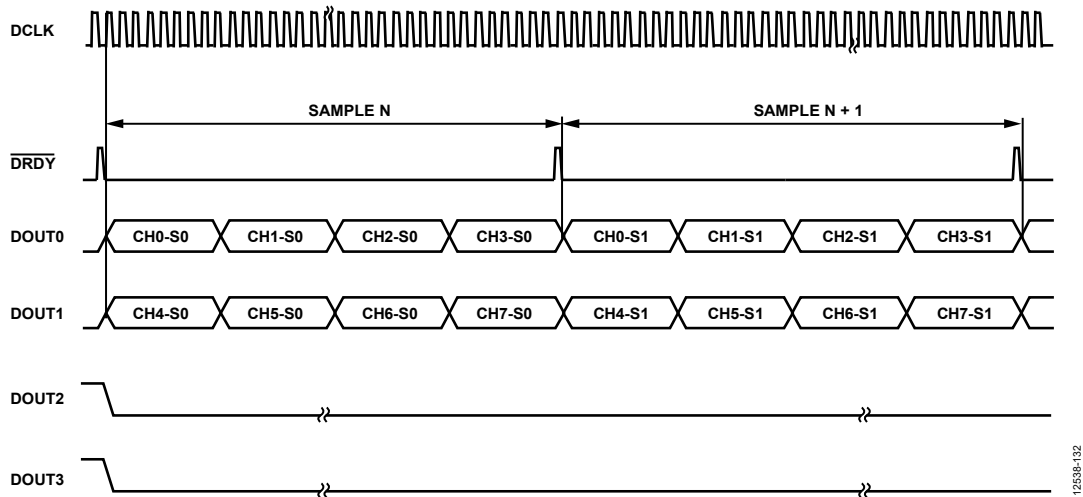 DCLK
SAMPLE N
SAMPLE N + 1
DRDY
DOUT0
CH0-S0
CH1-S0
CH2-S0
CH3-S0
CH0-S1
CH1-S1
CH2-S1
CH3-S1
DOUT1
CH4-S0
CH5-S0
CH6-S0
CH7-S0
CH4-S1
CH5-S1
CH6-S1
CH7-S1
DOUT2
DOUT3
12538-132